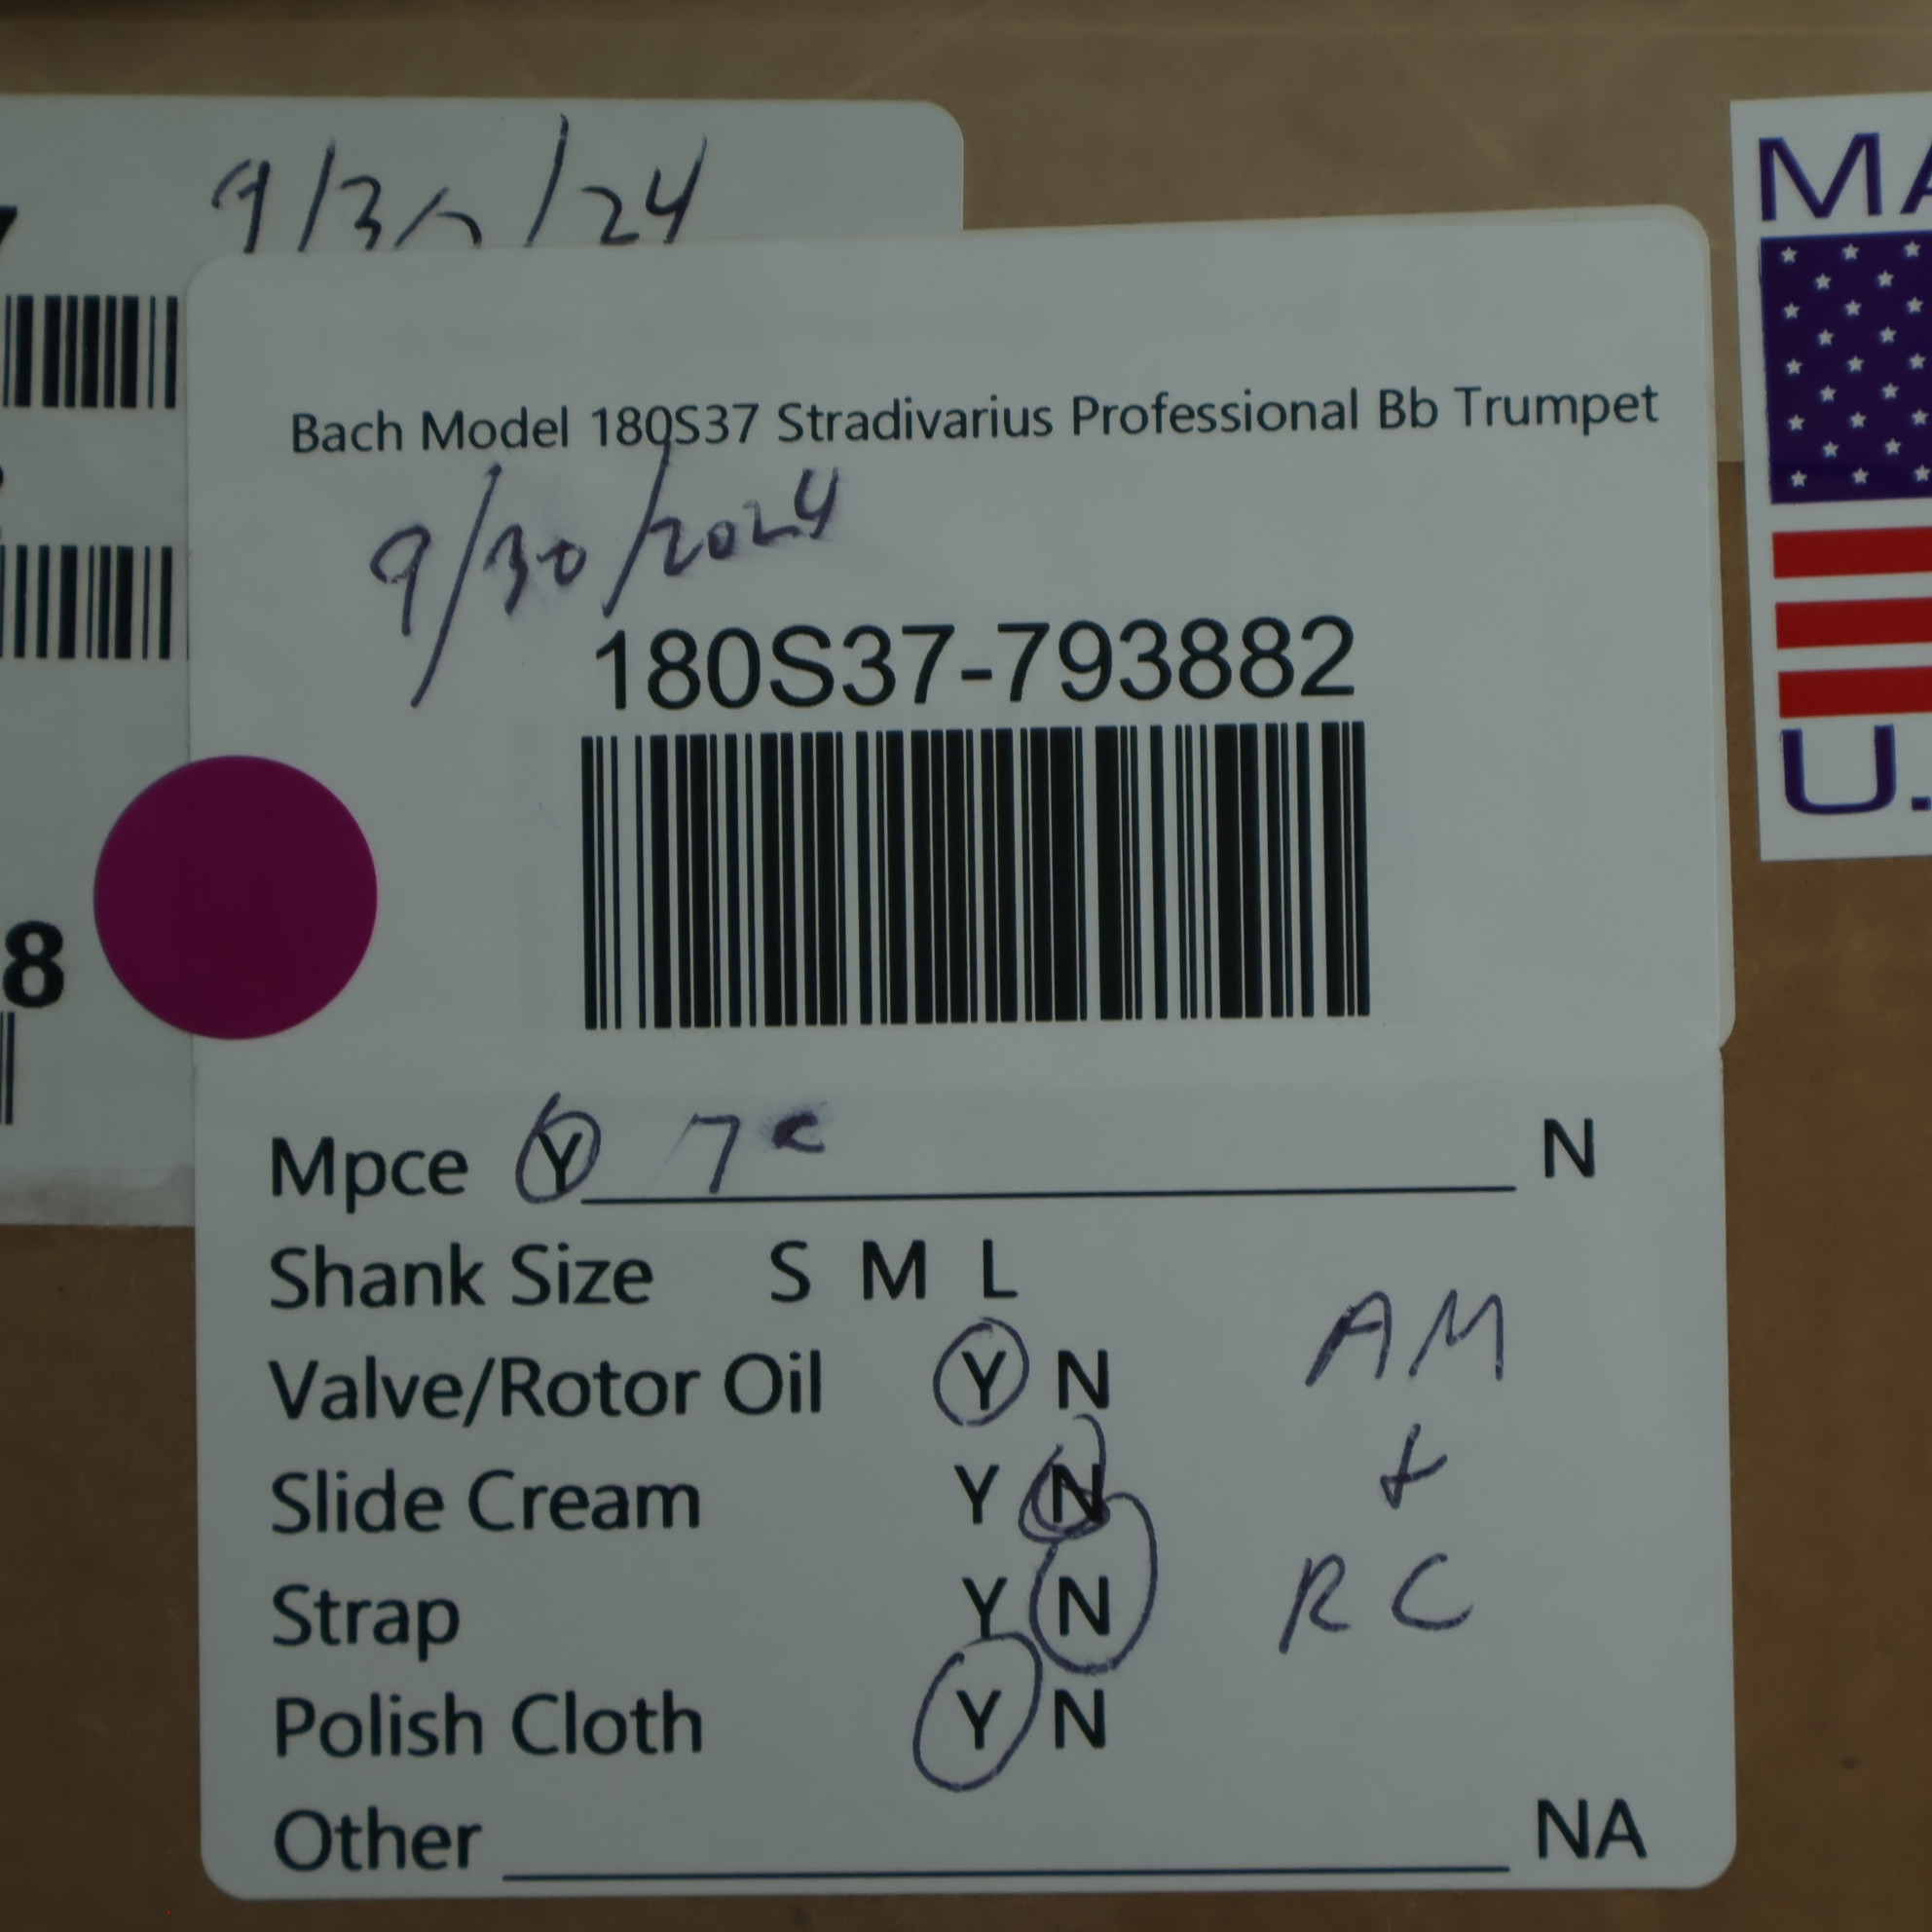 9/30/24
Bach Model 180S37 Stradivarius Professional Bb Trumpet
9/30/2024
180S37-793882
8
Mpce Y 7C N
Shank Size S M L
Valve/Rotor Oil Y N
Slide Cream Y N
Strap Y N
Polish Cloth Y N
Other NA
AM
+
RC
MA
U.